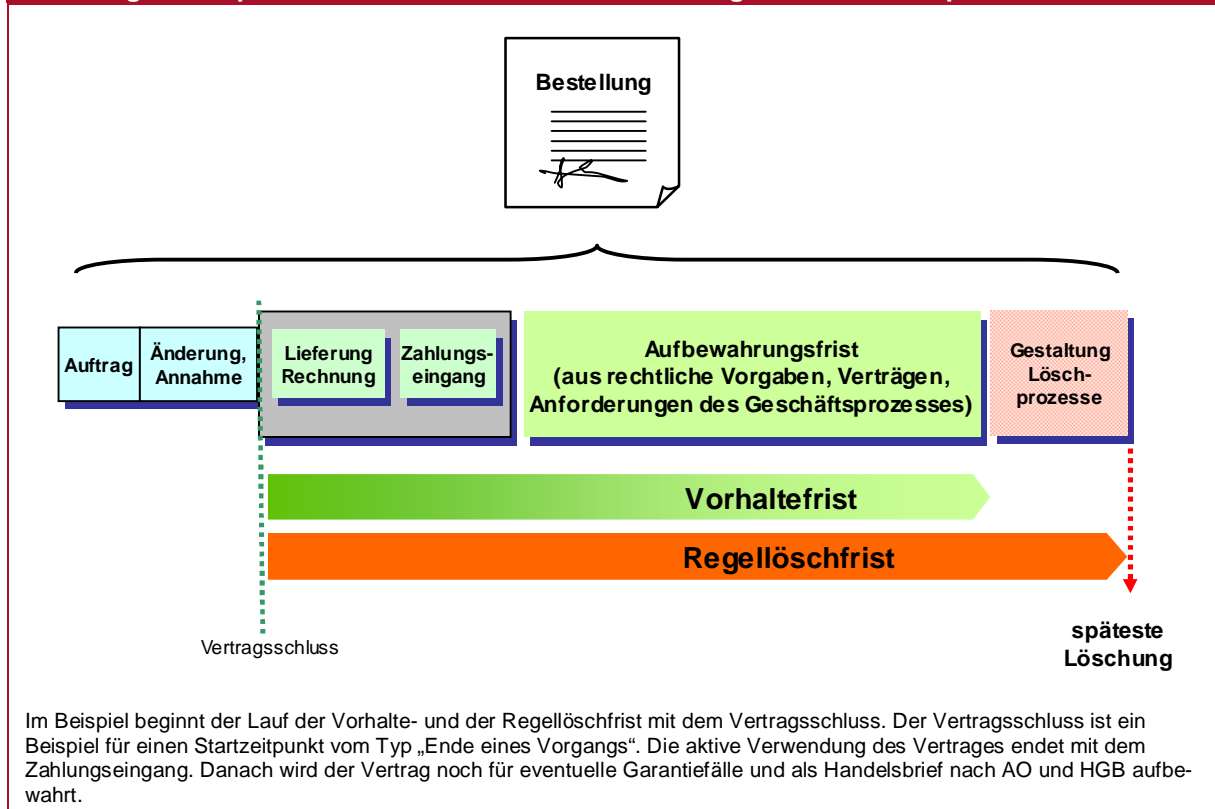 Bestellung
Auftrag
Änderung,
Annahme
Lieferung
Rechnung
Zahlungs-
eingang
Aufbewahrungsfrist
(aus rechtliche Vorgaben, Verträgen,
Anforderungen des Geschäftsprozesses)
Gestaltung
Lösch-
prozesse
Vorhaltefrist
Regellöschfrist
Vertragsschluss
späteste
Löschung
Im Beispiel beginnt der Lauf der Vorhalte- und der Regellöschfrist mit dem Vertragsschluss. Der Vertragsschluss ist ein
Beispiel für einen Startzeitpunkt vom Typ „Ende eines Vorgangs“. Die aktive Verwendung des Vertrages endet mit dem
Zahlungseingang. Danach wird der Vertrag noch für eventuelle Garantiefälle und als Handelsbrief nach AO und HGB aufbe-
wahrt.